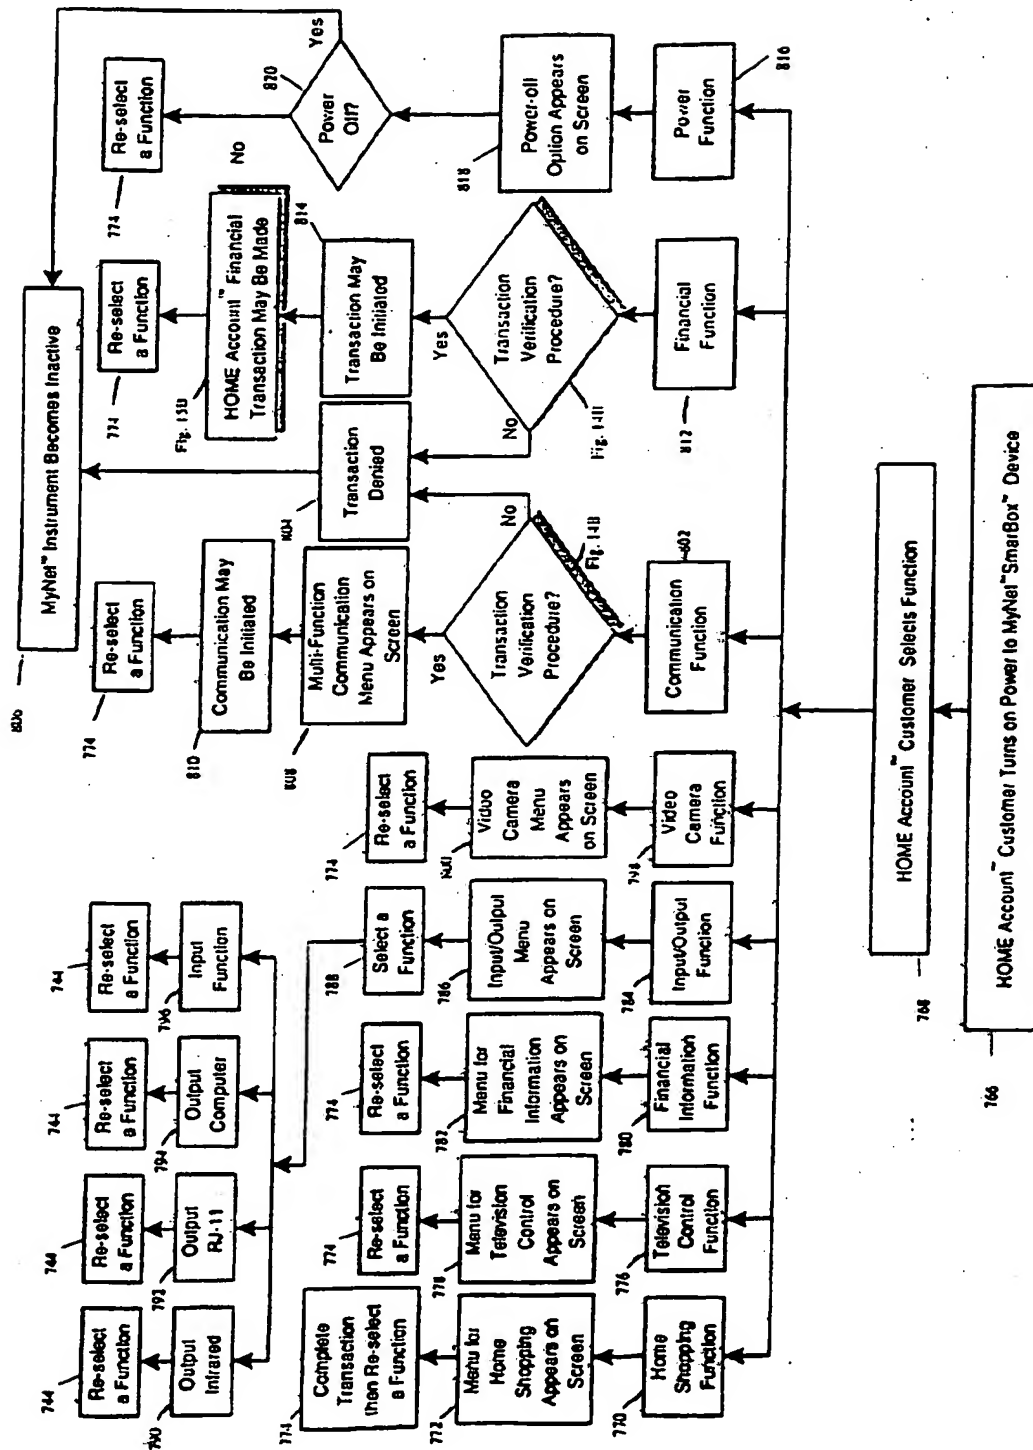 HOME Account™ Customer Turns on Power to MyNet™SmarBox™ Device
766
HOME Account™ Customer Selects Function
768
Home
Shopping
Function
770
Menu for
Home
Shopping
Appears on
Screen
772
Complete
Transaction
then Re-select
a Function
774
Television
Control
Function
776
Menu for
Television
Control
Appears on
Screen
778
Re-select
a Function
774
Financial
Information
Function
780
Menu for
Financial
Information
Appears on
Screen
782
Re-select
a Function
774
Input/Output
Function
784
Input/Output
Menu
Appears on
Screen
786
Select a
Function
788
Output
Infrared
790
Re-select
a Function
744
Output
RJ-11
792
Re-select
a Function
744
Output
Computer
794
Re-select
a Function
744
Input
Function
796
Re-select
a Function
744
Video
Camera
Function
798
Video
Camera
Menu
Appears
on Screen
800
Re-select
a Function
774
Communication
Function
802
Transaction
Verification
Procedure?
Fig. 14B
Yes
No
Multi-Function
Communication
Menu Appears on
Screen
808
Communication May
Be Initiated
810
Re-select
a Function
774
Transaction
Denied
804
MyNet™ Instrument Becomes Inactive
806
Financial
Function
812
Transaction
Verification
Procedure?
Fig. 14B
No
Yes
Transaction May
Be Initiated
814
HOME Account™ Financial
Transaction May Be Made
Fig. 15B
Re-select
a Function
774
Power
Function
816
Power-off
Option Appears
on Screen
818
Power
Off?
820
No
Yes
Re-select
a Function
774